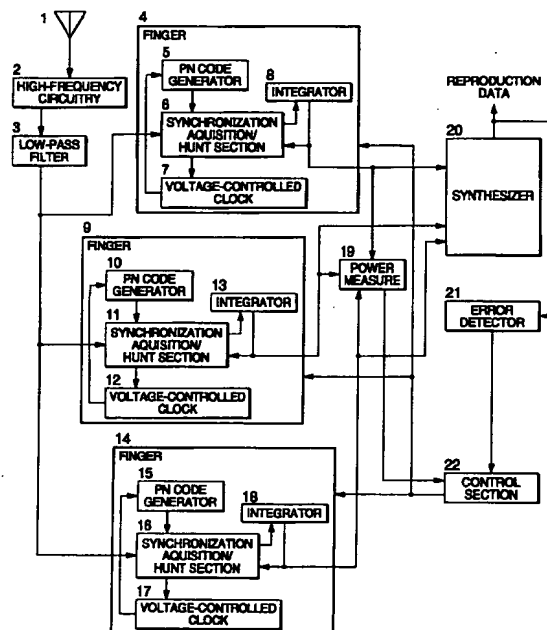 1
2
HIGH-FREQUENCY
CIRCUITRY
3
LOW-PASS
FILTER
4
FINGER
5
PN CODE
GENERATOR
6
SYNCHRONIZATION
AQUISITION/
HUNT SECTION
7
VOLTAGE-CONTROLLED
CLOCK
8
INTEGRATOR
9
FINGER
10
PN CODE
GENERATOR
11
SYNCHRONIZATION
AQUISITION/
HUNT SECTION
12
VOLTAGE-CONTROLLED
CLOCK
13
INTEGRATOR
14
FINGER
15
PN CODE
GENERATOR
16
SYNCHRONIZATION
AQUISITION/
HUNT SECTION
17
VOLTAGE-CONTROLLED
CLOCK
18
INTEGRATOR
19
POWER
MEASURE
REPRODUCTION
DATA
20
SYNTHESIZER
21
ERROR
DETECTOR
22
CONTROL
SECTION